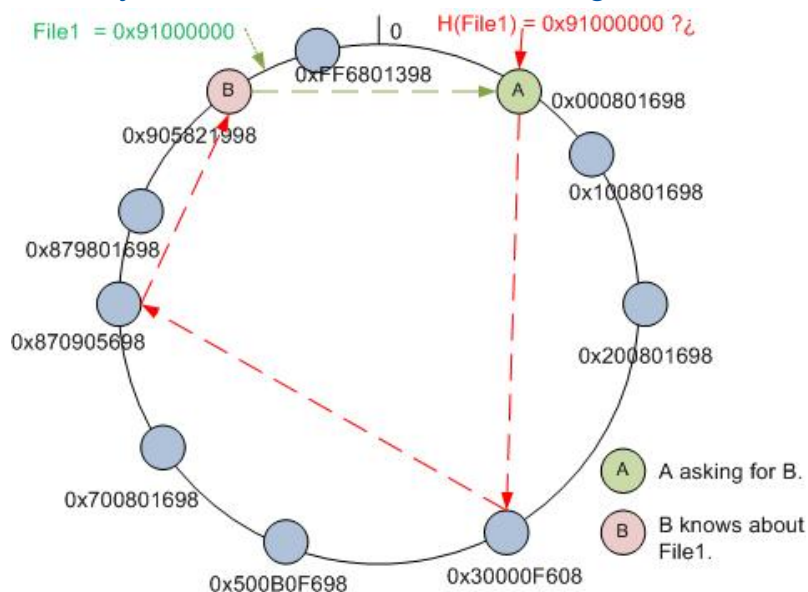 File1 = 0x91000000
0
H(File1) = 0x91000000 ?¿
0xFF6801398
B
A
0x000801698
0x905821998
0x100801698
0x879801698
0x870905698
0x200801698
0x700801698
A
A asking for B.
B
B knows about
File1.
0x500B0F698
0x30000F608